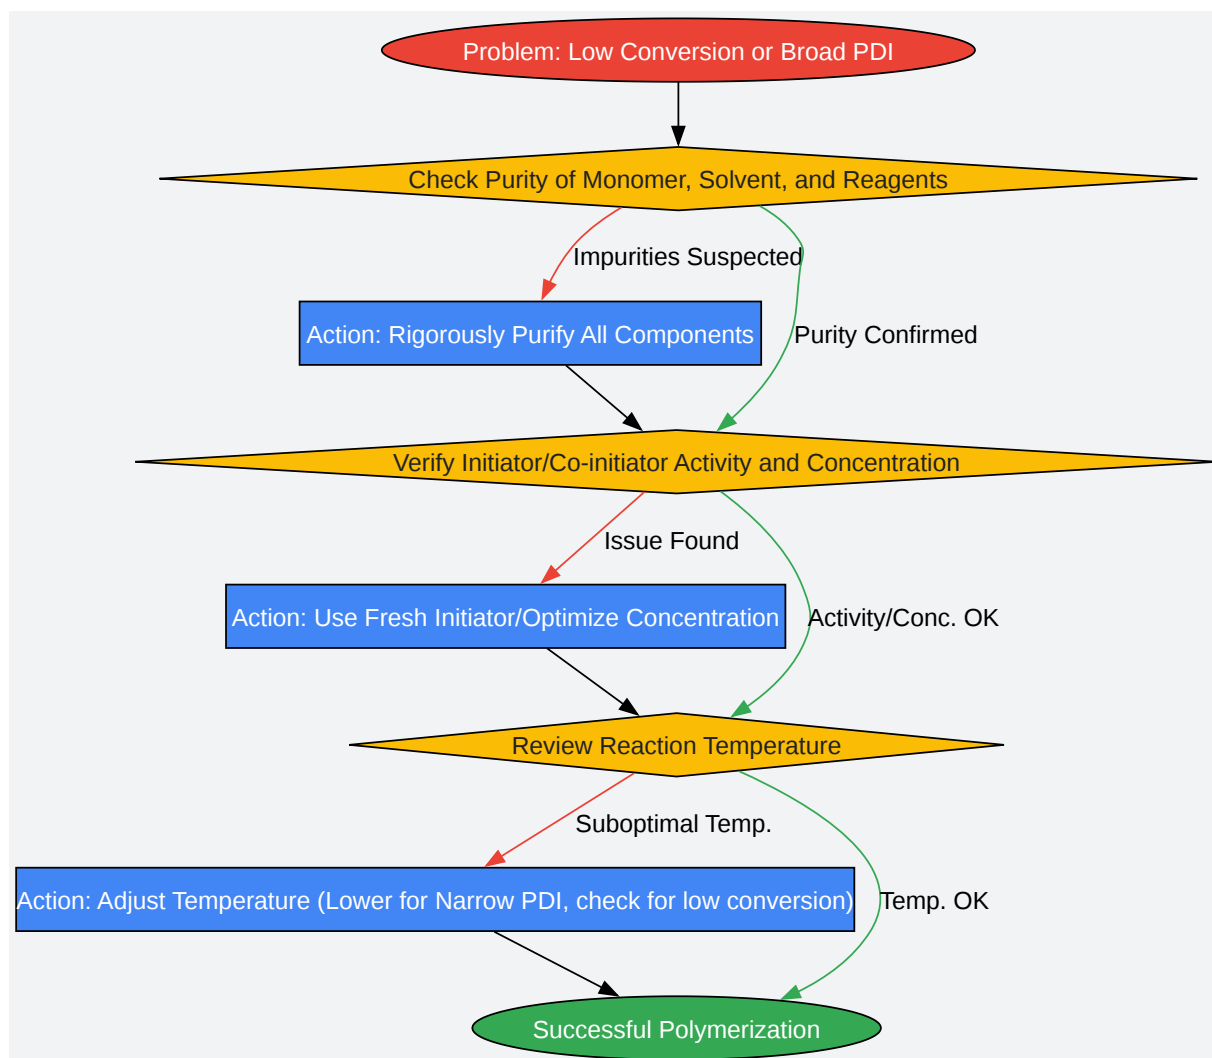 Problem: Low Conversion or Broad PDI
Check Purity of Monomer, Solvent, and Reagents
Impurities Suspected
Action: Rigorously Purify All Components
Purity Confirmed
Verify Initiator/Co-initiator Activity and Concentration
Issue Found
Action: Use Fresh Initiator/Optimize Concentration
Activity/Conc. OK
Review Reaction Temperature
Suboptimal Temp.
Action: Adjust Temperature (Lower for Narrow PDI, check for low conversion)
Temp. OK
Successful Polymerization